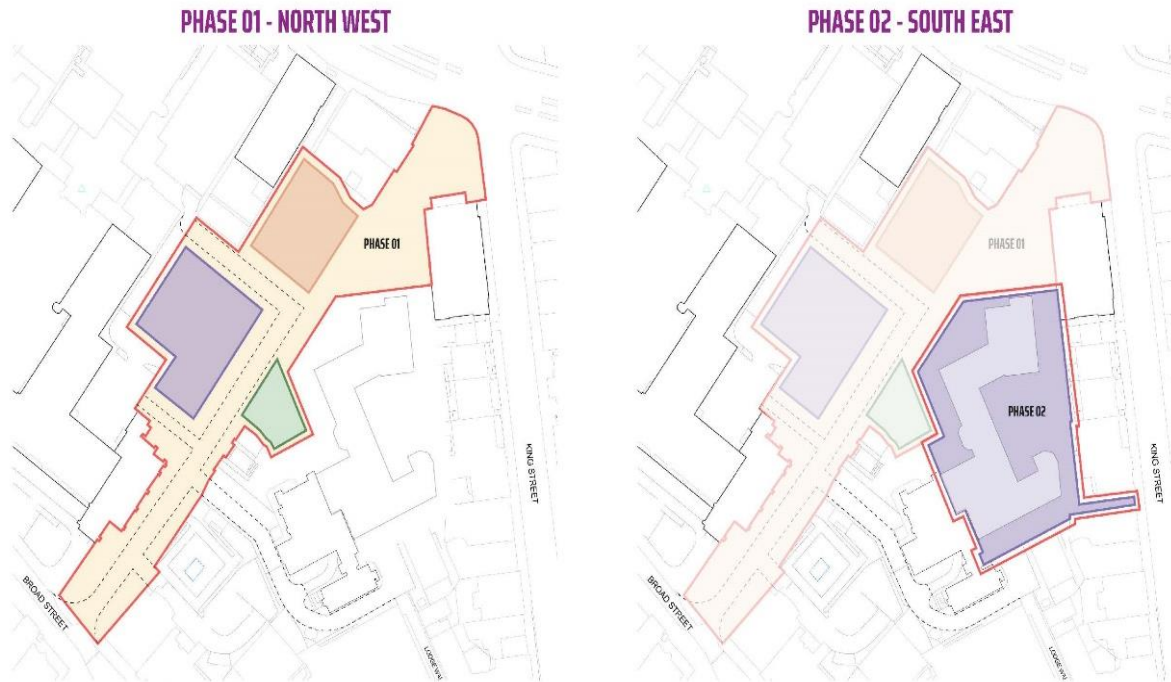 PHASE 01 - NORTH WEST
PHASE 01
KING STREET
BROAD STREET
PHASE 02 - SOUTH EAST
PHASE 01
PHASE 02
KING STREET
BROAD STREET